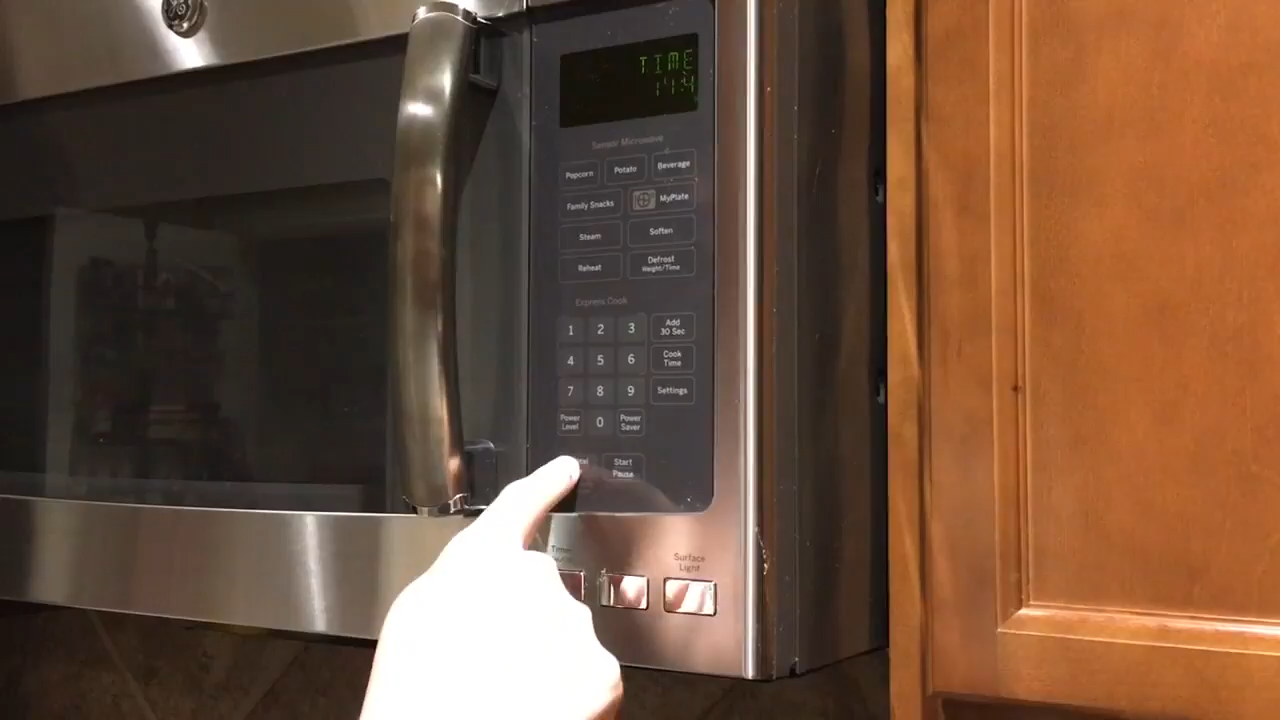 TIME
Sensor Microwave
Popcorn
Potato
Beverage
Family Snacks
MyPlate
Steam
Soften
Reheat
Defrost
Weight/Time
Express Cook
1
2
3
Add
30 Sec
4
5
6
Cook
Time
7
8
9
Settings
Power
Level
0
Power
Saver
Start
Pause
Timer
Surface
Light